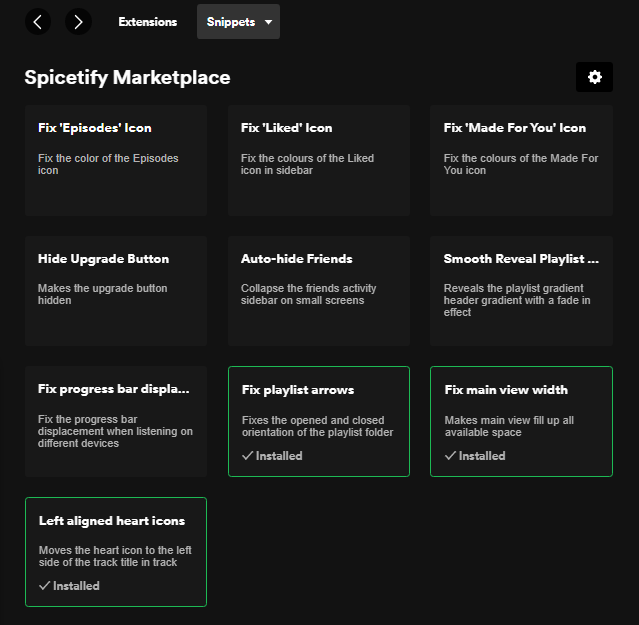 Extensions
Snippets
Spicetify Marketplace
Fix 'Episodes' Icon
Fix the color of the Episodes
icon
Fix 'Liked' Icon
Fix the colours of the Liked
icon in sidebar
Fix 'Made For You' Icon
Fix the colours of the Made For
You icon
Hide Upgrade Button
Makes the upgrade button
hidden
Auto-hide Friends
Collapse the friends activity
sidebar on small screens
Smooth Reveal Playlist ...
Reveals the playlist gradient
header gradient with a fade in
effect
Fix progress bar displa...
Fix the progress bar
displacement when listening on
different devices
Fix playlist arrows
Fixes the opened and closed
orientation of the playlist folder
Installed
Fix main view width
Makes main view fill up all
available space
Installed
Left aligned heart icons
Moves the heart icon to the left
side of the track title in track
Installed